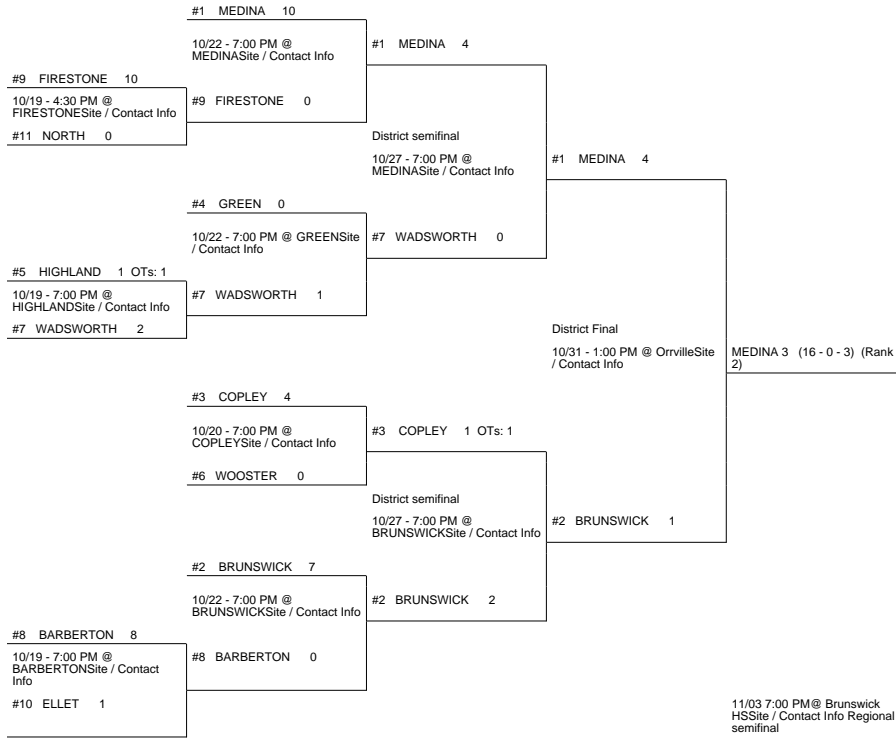 #1 MEDINA 10
10/22 - 7:00 PM @
MEDINASite / Contact Info
#1 MEDINA 4
#9 FIRESTONE 10
10/19 - 4:30 PM @
FIRESTONESite / Contact Info
#9 FIRESTONE 0
#11 NORTH 0
District semifinal
10/27 - 7:00 PM @
MEDINASite / Contact Info
#1 MEDINA 4
#4 GREEN 0
10/22 - 7:00 PM @ GREENSite
/ Contact Info
#7 WADSWORTH 0
#5 HIGHLAND 1 OTs: 1
10/19 - 7:00 PM @
HIGHLANDSite / Contact Info
#7 WADSWORTH 1
#7 WADSWORTH 2
District Final
10/31 - 1:00 PM @ OrrvilleSite
/ Contact Info
MEDINA 3 (16 - 0 - 3) (Rank
2)
#3 COPLEY 4
10/20 - 7:00 PM @
COPLEYSite / Contact Info
#3 COPLEY 1 OTs: 1
#6 WOOSTER 0
District semifinal
10/27 - 7:00 PM @
BRUNSWICKSite / Contact Info
#2 BRUNSWICK 1
#2 BRUNSWICK 7
10/22 - 7:00 PM @
BRUNSWICKSite / Contact Info
#2 BRUNSWICK 2
#8 BARBERTON 8
10/19 - 7:00 PM @
BARBERTONSite / Contact
Info
#8 BARBERTON 0
#10 ELLET 1
11/03 7:00 PM@ Brunswick
HSSite / Contact Info Regional
semifinal